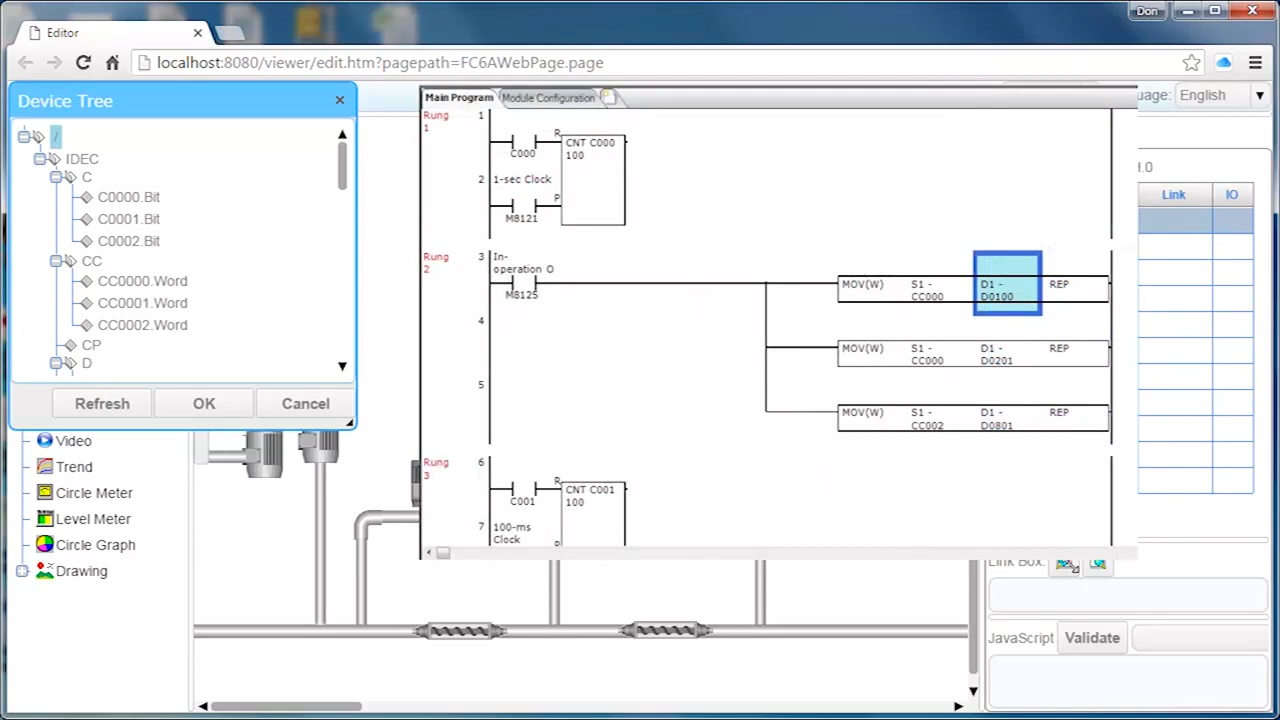 Don
Editor
localhost:8080/viewer/edit.htm?pagepath=FC6AWebPage.page
Device Tree
/
IDEC
C
C0000.Bit
C0001.Bit
C0002.Bit
CC
CC0000.Word
CC0001.Word
CC0002.Word
CP
D
Refresh OK Cancel
Video
Trend
Circle Meter
Level Meter
Circle Graph
Drawing
Main Program Module Configuration
Rung 1
1
C000
R
CNT C000
100
2
1-sec Clock
P
M8121
Rung 2
3
In-
operation O
M8125
MOV(W) S1 - CC000 D1 - D0100 REP
4
MOV(W) S1 - CC000 D1 - D0201 REP
5
MOV(W) S1 - CC002 D1 - D0801 REP
Rung 3
6
C001
R
CNT C001
100
7
100-ms
Clock
P
uage: English
Link IO
Link Box:
JavaScript Validate